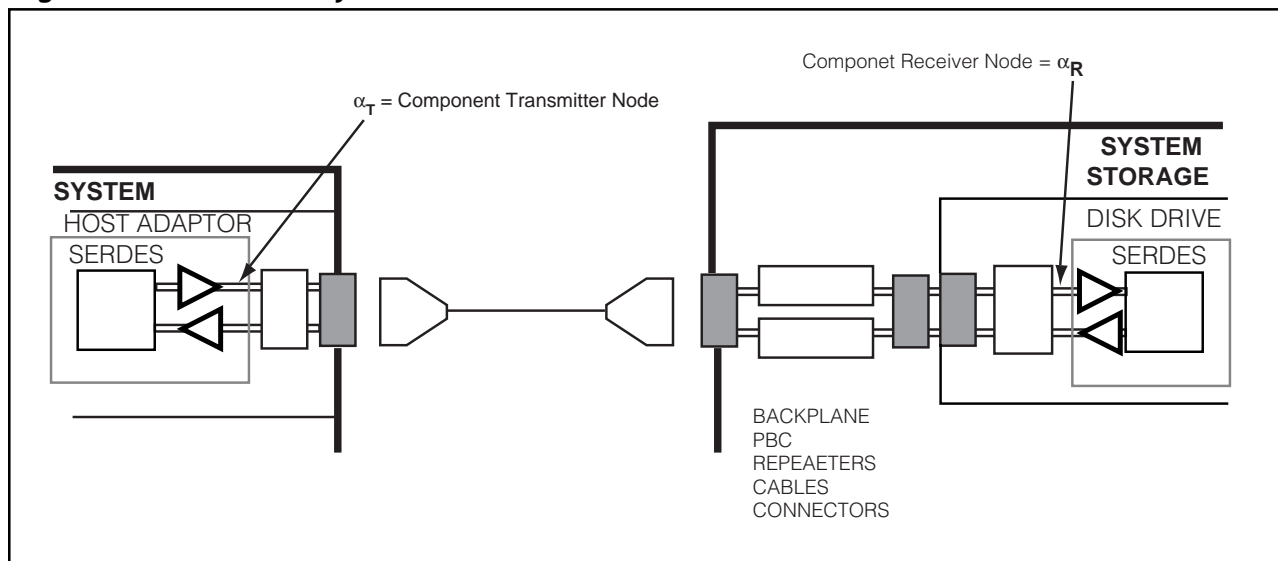 Componet Receiver Node = αR
αT = Component Transmitter Node
SYSTEM
STORAGE
SYSTEM
HOST ADAPTOR
DISK DRIVE
SERDES
SERDES
BACKPLANE
PBC
REPEAETERS
CABLES
CONNECTORS